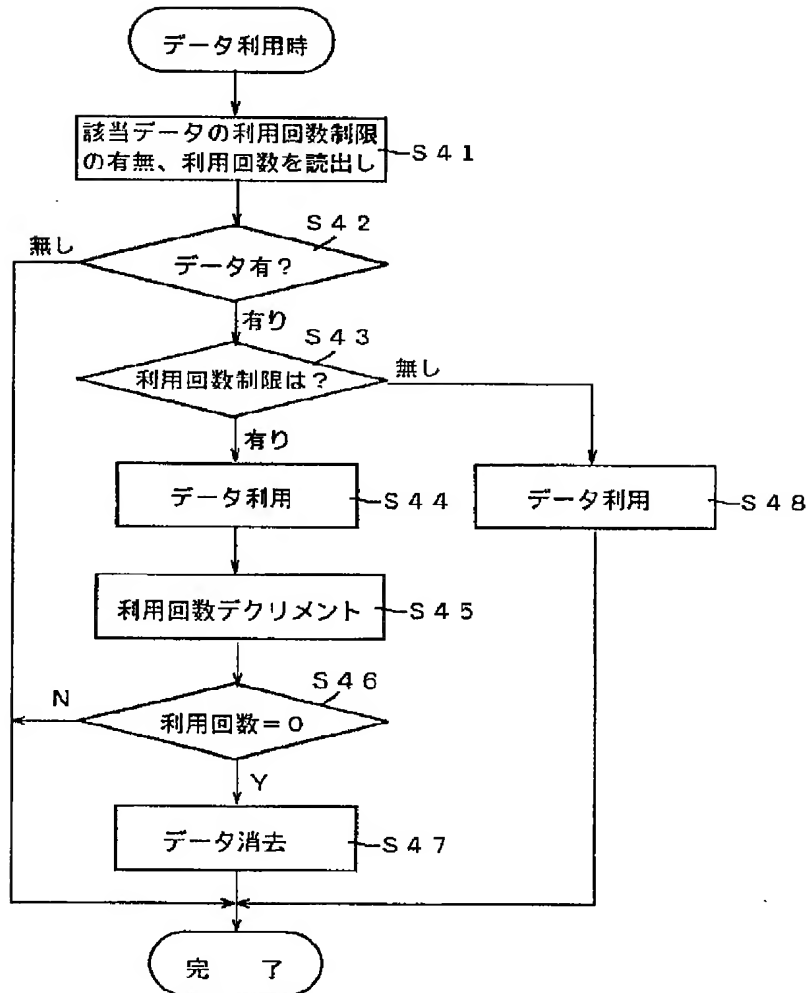 データ利用時
該当データの利用回数制限
の有無、利用回数を読出し
S41
S42
無し
データ有?
有り
S43
利用回数制限は?
無し
有り
データ利用
S44
データ利用
S48
利用回数デクリメント
S45
S46
N
利用回数=0
Y
データ消去
S47
完 了